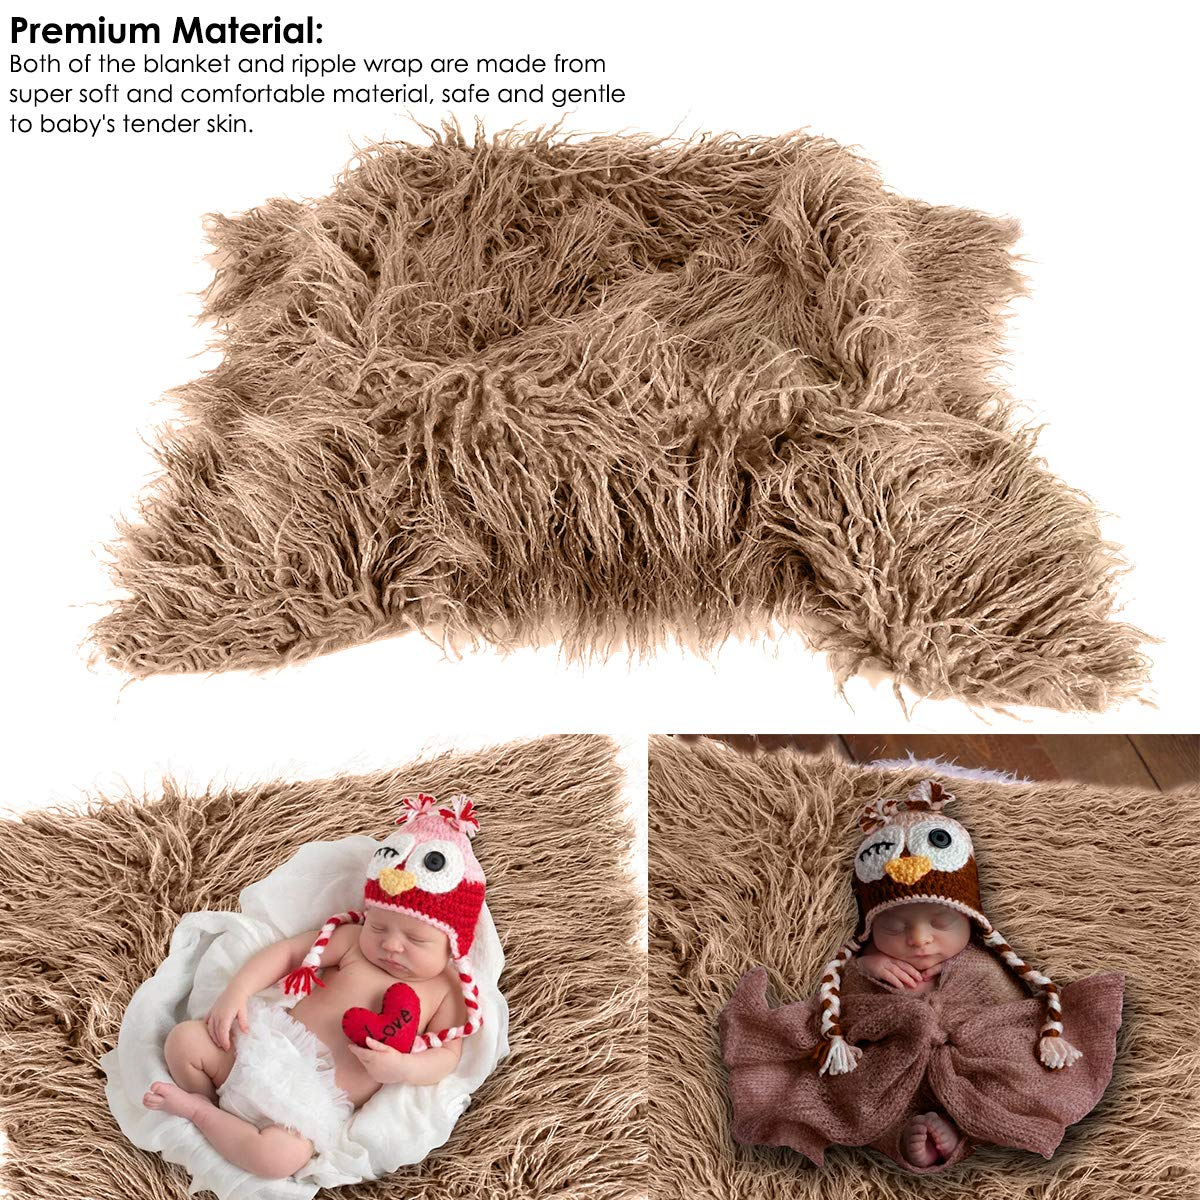 Premium Material:
Both of the blanket and ripple wrap are made from
super soft and comfortable material, safe and gentle
to baby's tender skin.
I
Love